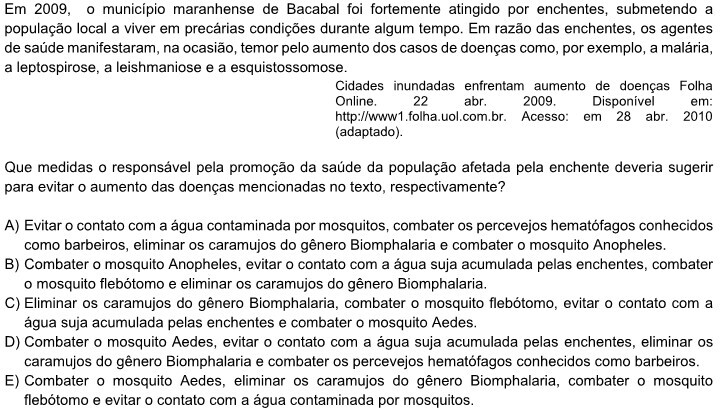 Em 2009, o município maranhense de Bacabal foi fortemente atingido por enchentes, submetendo a
população local a viver em precárias condições durante algum tempo. Em razão das enchentes, os agentes
de saúde manifestaram, na ocasião, temor pelo aumento dos casos de doenças como, por exemplo, a malária,
a leptospirose, a leishmaniose e a esquistossomose.
Cidades inundadas enfrentam aumento de doenças Folha
Online. 22 abr. 2009. Disponível em:
http://www1.folha.uol.com.br. Acesso: em 28 abr. 2010
(adaptado).
Que medidas o responsável pela promoção da saúde da população afetada pela enchente deveria sugerir
para evitar o aumento das doenças mencionadas no texto, respectivamente?
A) Evitar o contato com a água contaminada por mosquitos, combater os percevejos hematófagos conhecidos
como barbeiros, eliminar os caramujos do gênero Biomphalaria e combater o mosquito Anopheles.
B) Combater o mosquito Anopheles, evitar o contato com a água suja acumulada pelas enchentes, combater
o mosquito flebótomo e eliminar os caramujos do gênero Biomphalaria.
C) Eliminar os caramujos do gênero Biomphalaria, combater o mosquito flebótomo, evitar o contato com a
água suja acumulada pelas enchentes e combater o mosquito Aedes.
D) Combater o mosquito Aedes, evitar o contato com a água suja acumulada pelas enchentes, eliminar os
caramujos do gênero Biomphalaria e combater os percevejos hematófagos conhecidos como barbeiros.
E) Combater o mosquito Aedes, eliminar os caramujos do gênero Biomphalaria, combater o mosquito
flebótomo e evitar o contato com a água contaminada por mosquitos.